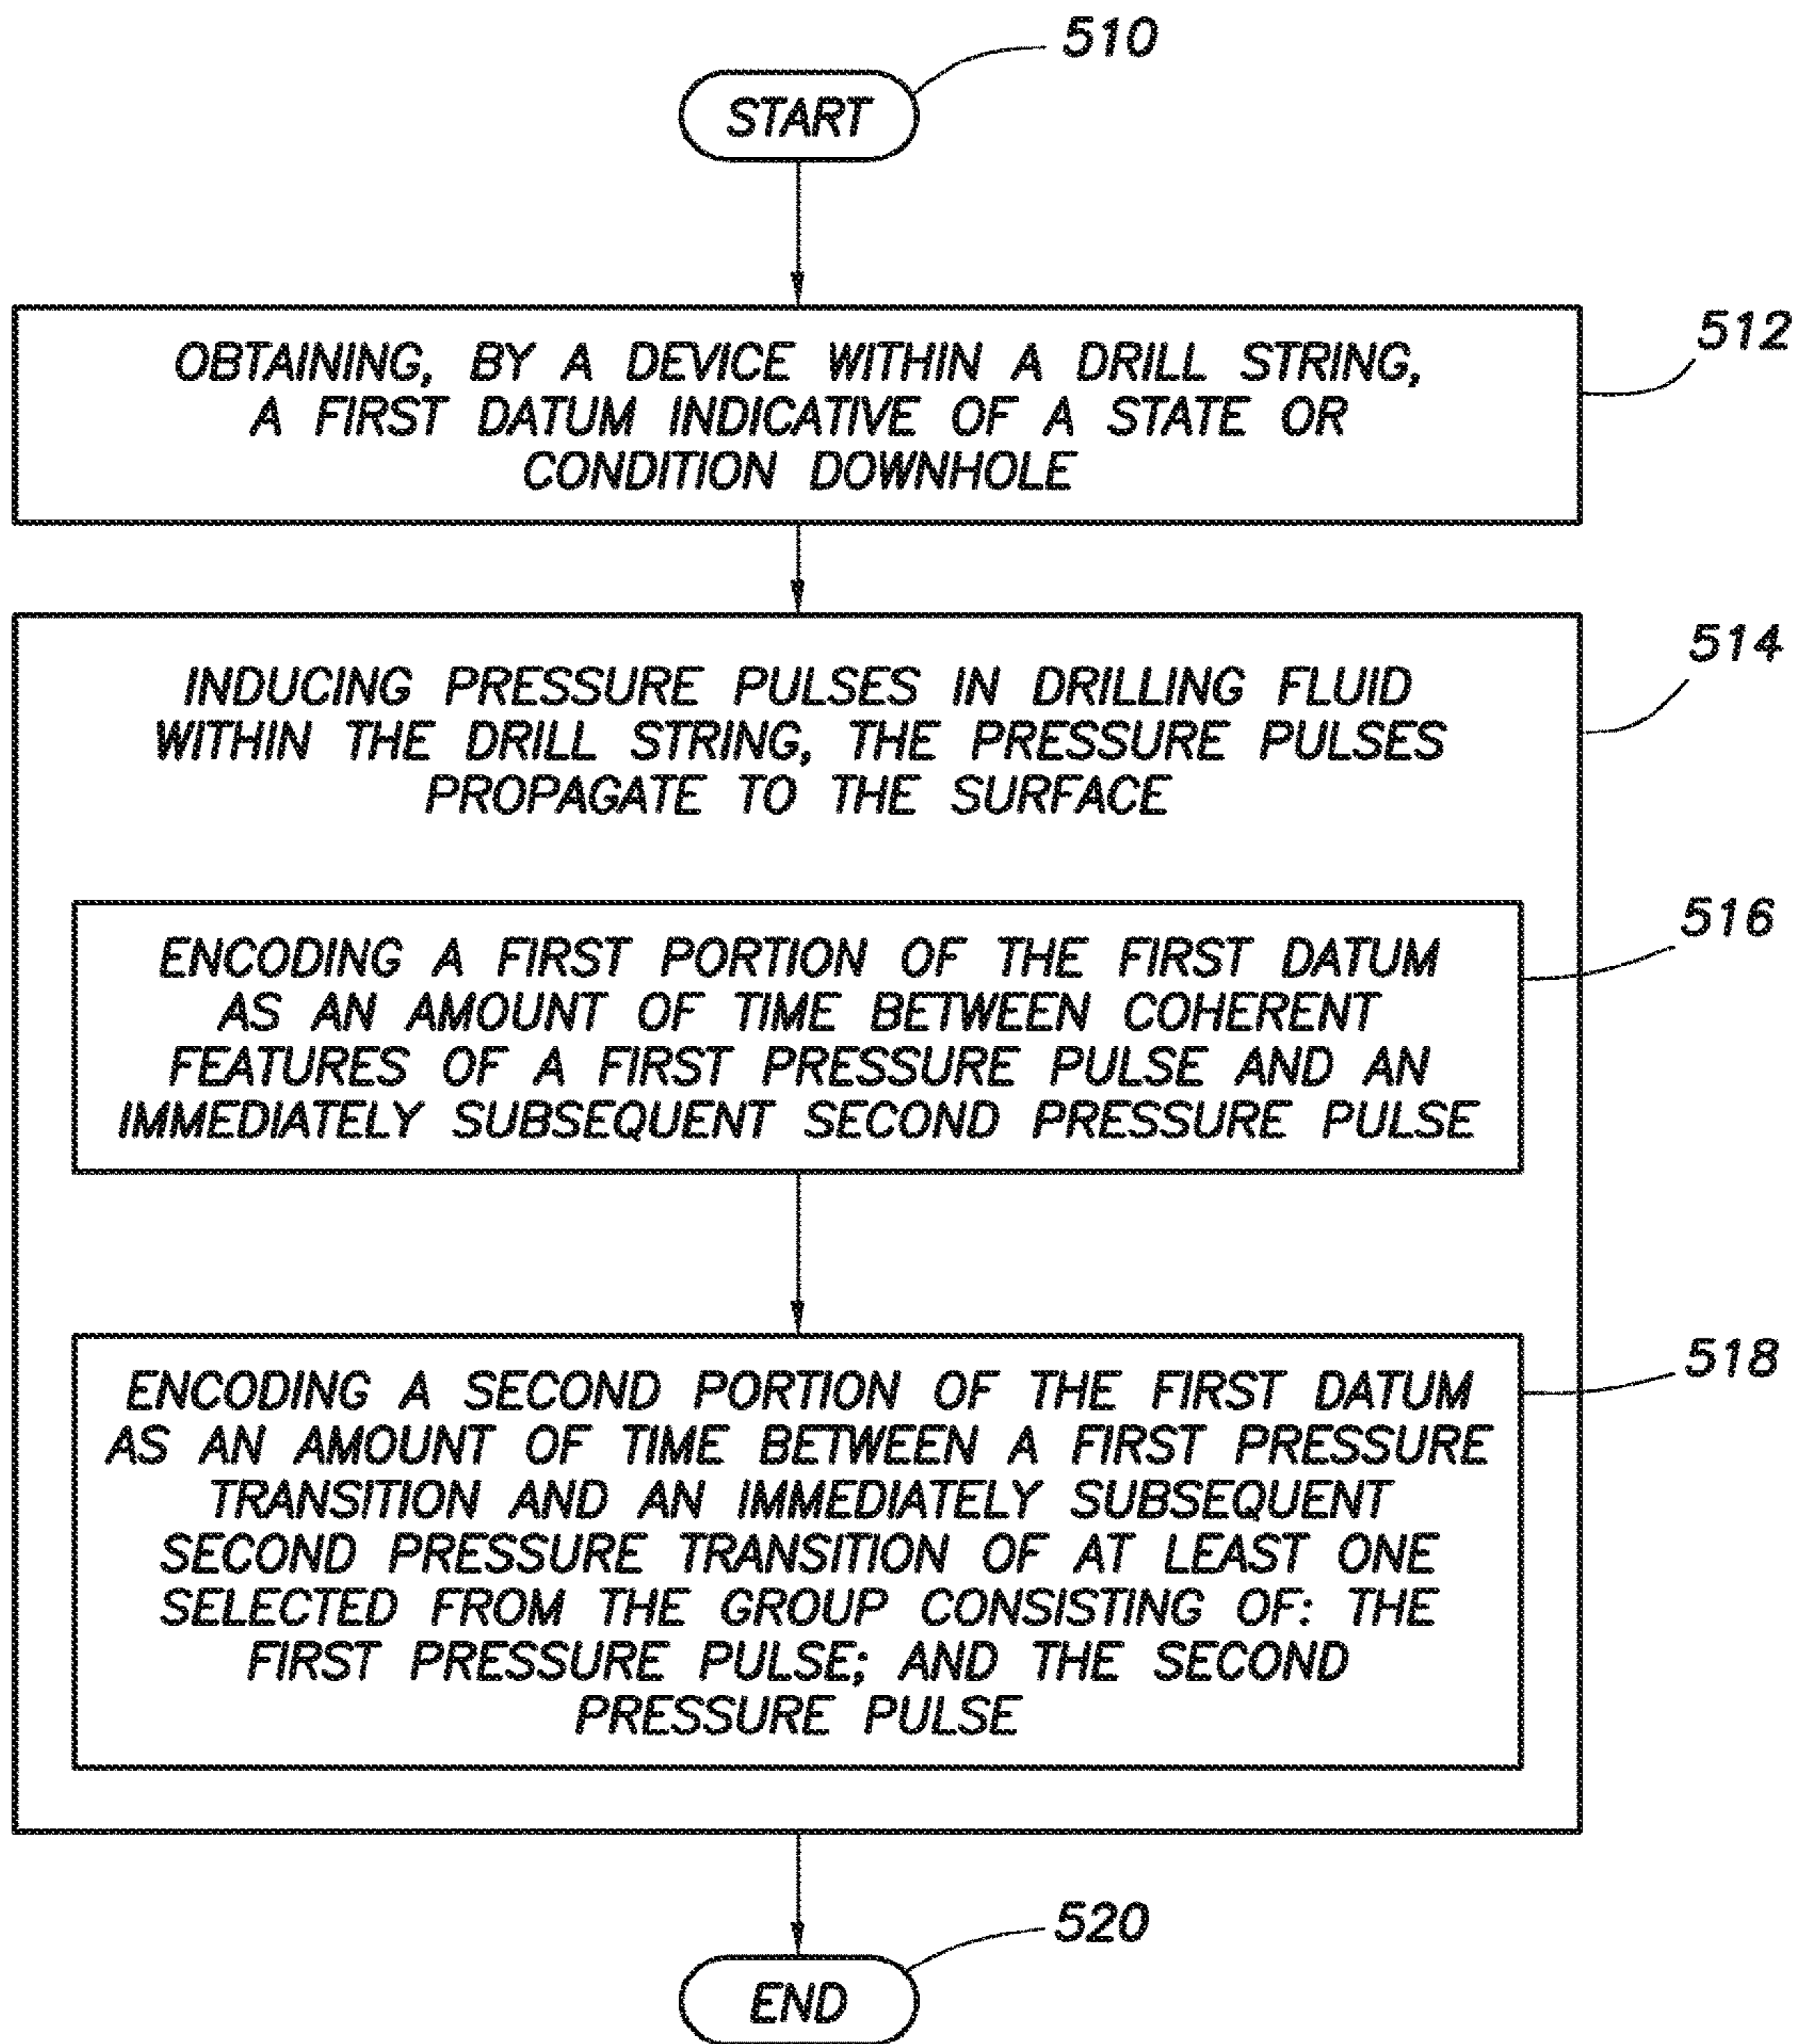 510
START
512
OBTAINING, BY A DEVICE WITHIN A DRILL STRING,
A FIRST DATUM INDICATIVE OF A STATE OR
CONDITION DOWNHOLE
514
INDUCING PRESSURE PULSES IN DRILLING FLUID
WITHIN THE DRILL STRING, THE PRESSURE PULSES
PROPAGATE TO THE SURFACE
516
ENCODING A FIRST PORTION OF THE FIRST DATUM
AS AN AMOUNT OF TIME BETWEEN COHERENT
FEATURES OF A FIRST PRESSURE PULSE AND AN
IMMEDIATELY SUBSEQUENT SECOND PRESSURE PULSE
518
ENCODING A SECOND PORTION OF THE FIRST DATUM
AS AN AMOUNT OF TIME BETWEEN A FIRST PRESSURE
TRANSITION AND AN IMMEDIATELY SUBSEQUENT
SECOND PRESSURE TRANSITION OF AT LEAST ONE
SELECTED FROM THE GROUP CONSISTING OF: THE
FIRST PRESSURE PULSE; AND THE SECOND
PRESSURE PULSE
520
END